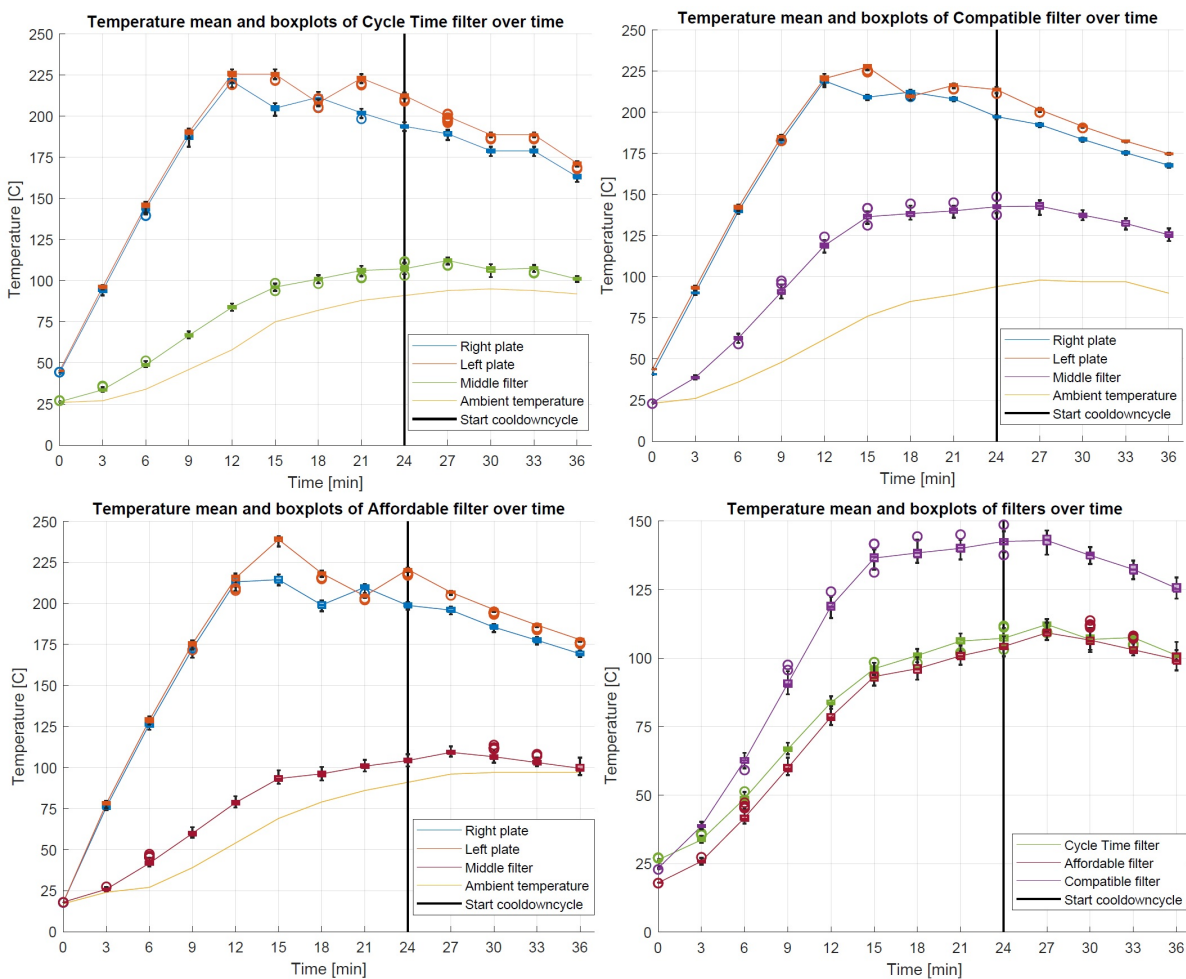 Temperature mean and boxplots of Cycle Time filter over time
250
225
200
175
150
125
100
75
50
25
0
Temperature [C]
0 3 6 9 12 15 18 21 24 27 30 33 36
Time [min]
Right plate
Left plate
Middle filter
Ambient temperature
Start cooldowncycle
Temperature mean and boxplots of Compatible filter over time
250
225
200
175
150
125
100
75
50
25
0
Temperature [C]
0 3 6 9 12 15 18 21 24 27 30 33 36
Time [min]
Right plate
Left plate
Middle filter
Ambient temperature
Start cooldowncycle
Temperature mean and boxplots of Affordable filter over time
250
225
200
175
150
125
100
75
50
25
0
Temperature [C]
0 3 6 9 12 15 18 21 24 27 30 33 36
Time [min]
Right plate
Left plate
Middle filter
Ambient temperature
Start cooldowncycle
Temperature mean and boxplots of filters over time
150
125
100
75
50
25
0
Temperature [C]
0 3 6 9 12 15 18 21 24 27 30 33 36
Time [min]
Cycle Time filter
Affordable filter
Compatible filter
Start cooldowncycle